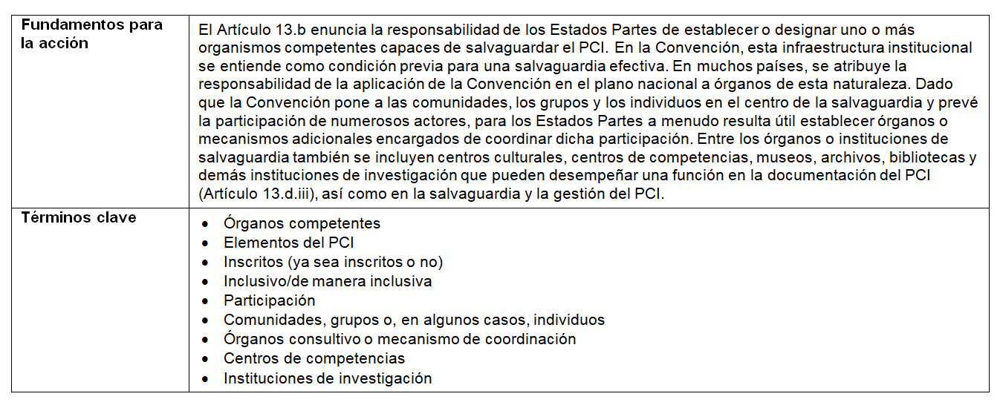 Fundamentos para
la acción
El Artículo 13.b enuncia la responsabilidad de los Estados Partes de establecer o designar uno o más
organismos competentes capaces de salvaguardar el PCI. En la Convención, esta infraestructura institucional
se entiende como condición previa para una salvaguardia efectiva. En muchos países, se atribuye la
responsabilidad de la aplicación de la Convención en el plano nacional a órganos de esta naturaleza. Dado
que la Convención pone a las comunidades, los grupos y los individuos en el centro de la salvaguardia y prevé
la participación de numerosos actores, para los Estados Partes a menudo resulta útil establecer órganos o
mecanismos adicionales encargados de coordinar dicha participación. Entre los órganos o instituciones de
salvaguardia también se incluyen centros culturales, centros de competencias, museos, archivos, bibliotecas y
demás instituciones de investigación que pueden desempeñar una función en la documentación del PCI
(Artículo 13.d.iii), así como en la salvaguardia y la gestión del PCI.
Términos clave
• Órganos competentes
• Elementos del PCI
• Inscritos (ya sea inscritos o no)
• Inclusivo/de manera inclusiva
• Participación
• Comunidades, grupos o, en algunos casos, individuos
• Órganos consultivo o mecanismo de coordinación
• Centros de competencias
• Instituciones de investigación